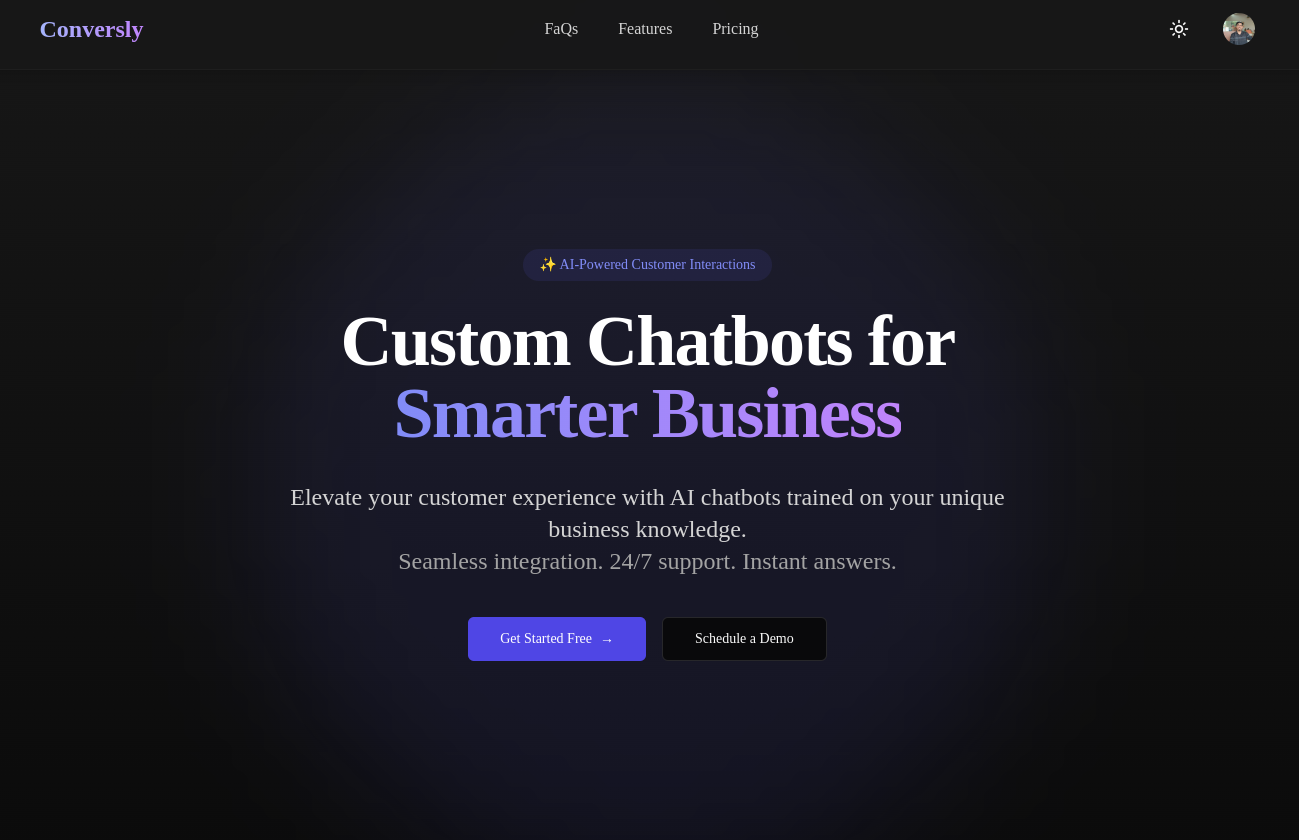 Conversly
FaQs
Features
Pricing
✨ AI-Powered Customer Interactions
Custom Chatbots for
Smarter Business
Elevate your customer experience with AI chatbots trained on your unique
business knowledge.
Seamless integration. 24/7 support. Instant answers.
Get Started Free →
Schedule a Demo